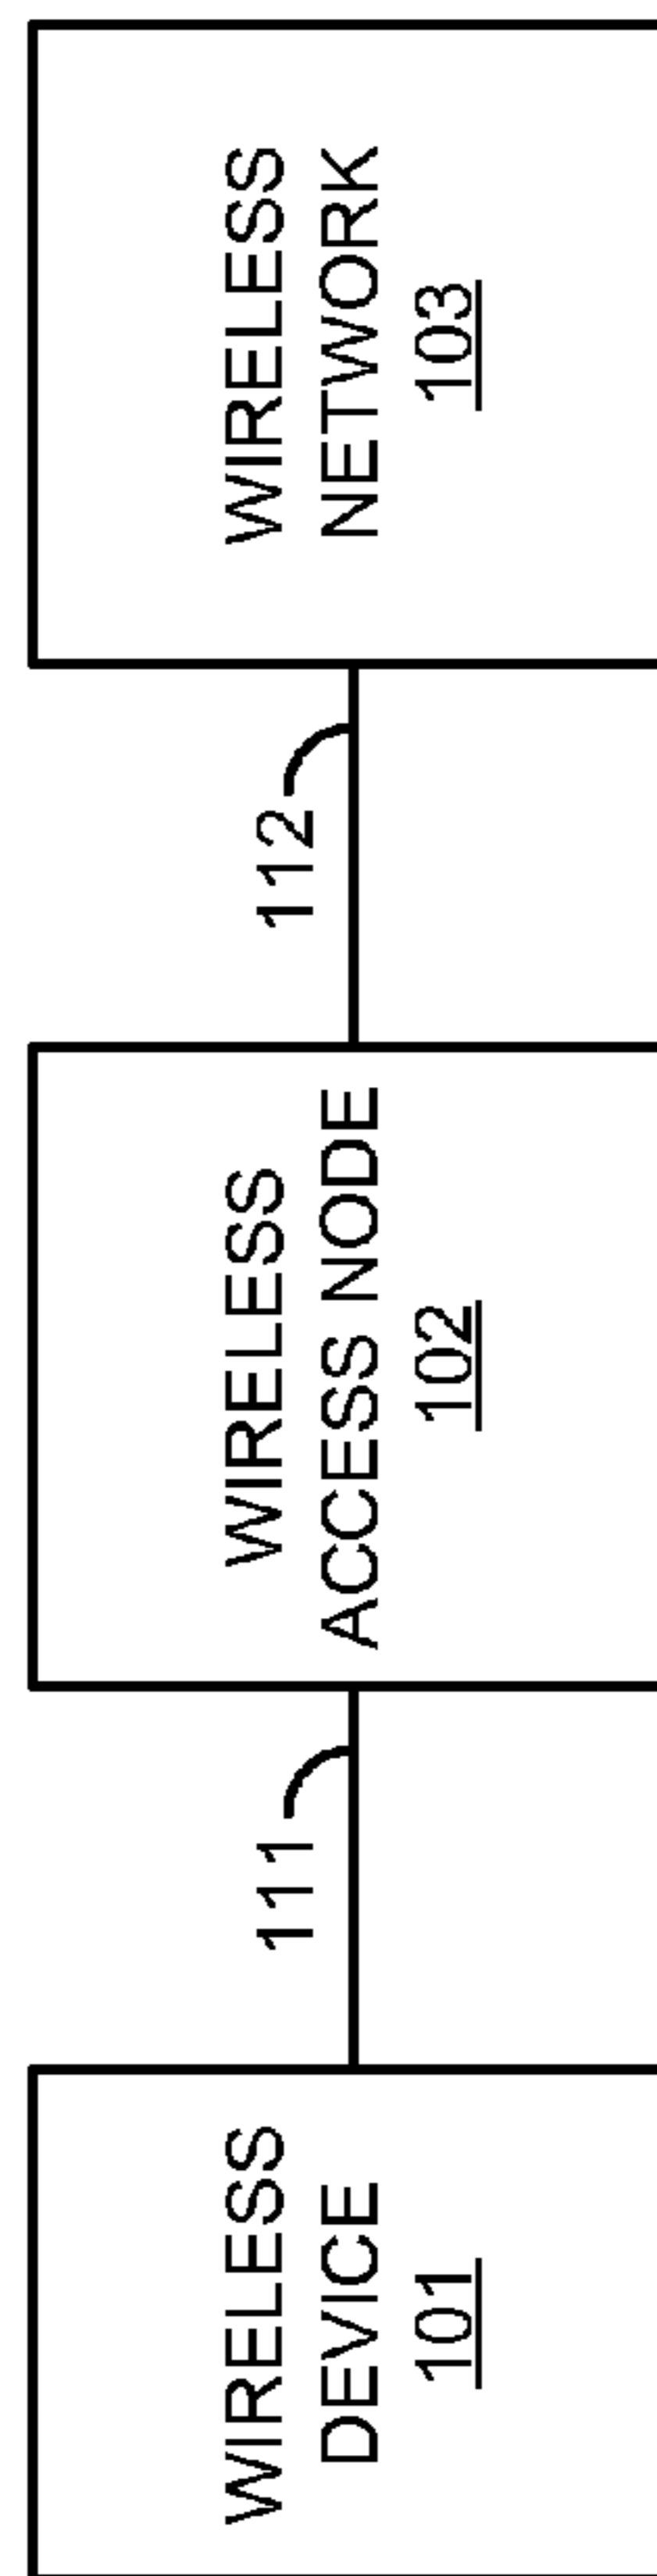 WIRELESS
DEVICE
101
111
WIRELESS
ACCESS NODE
102
112
WIRELESS
NETWORK
103